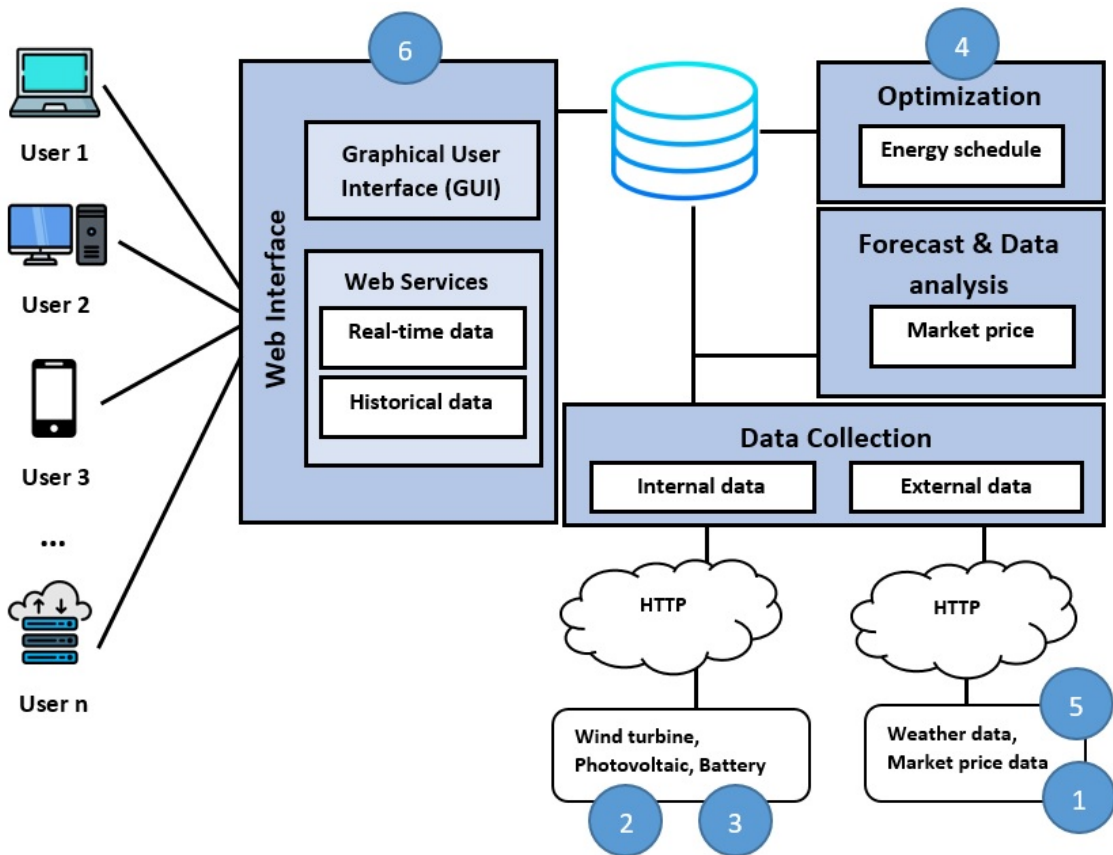 6
4
User 1
User 2
User 3
...
User n
Web Interface
Graphical User
Interface (GUI)
Web Services
Real-time data
Historical data
Optimization
Energy schedule
Forecast & Data
analysis
Market price
Data Collection
Internal data
External data
HTTP
HTTP
Wind turbine,
Photovoltaic, Battery
2
3
Weather data,
Market price data
5
1